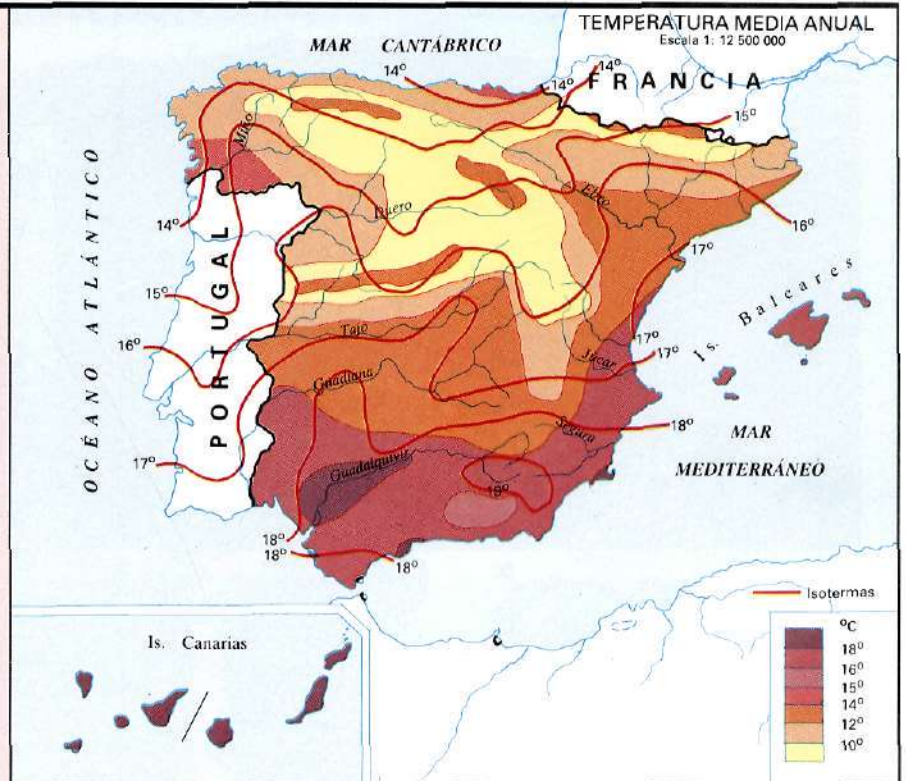 TEMPERATURA MEDIA ANUAL
Escala 1: 12 500 000
MAR CANTÁBRICO
14º
14º
14º
FRANCIA
15º
Miño
Duero
Ebro
OCÉANO ATLÁNTICO
14º
16º
PORTUGAL
17º
15º
Is. Baleares
16º
Tajo
17º
17º
Júcar
Guadiana
Segura
18º
MAR
MEDITERRÁNEO
17º
Guadalquivir
19º
18º
18º
18º
Isotermas
Is. Canarias
ºC
18º
16º
15º
14º
12º
10º